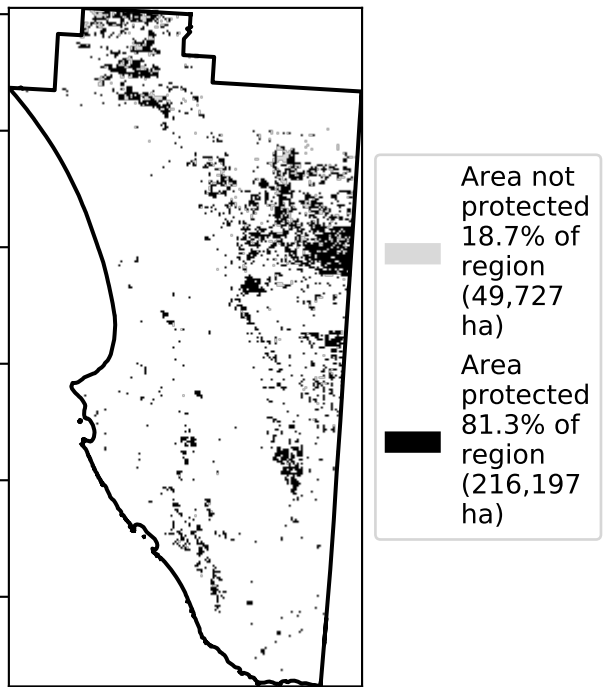 Area not
protected
18.7% of
region
(49,727
ha)
Area
protected
81.3% of
region
(216,197
ha)